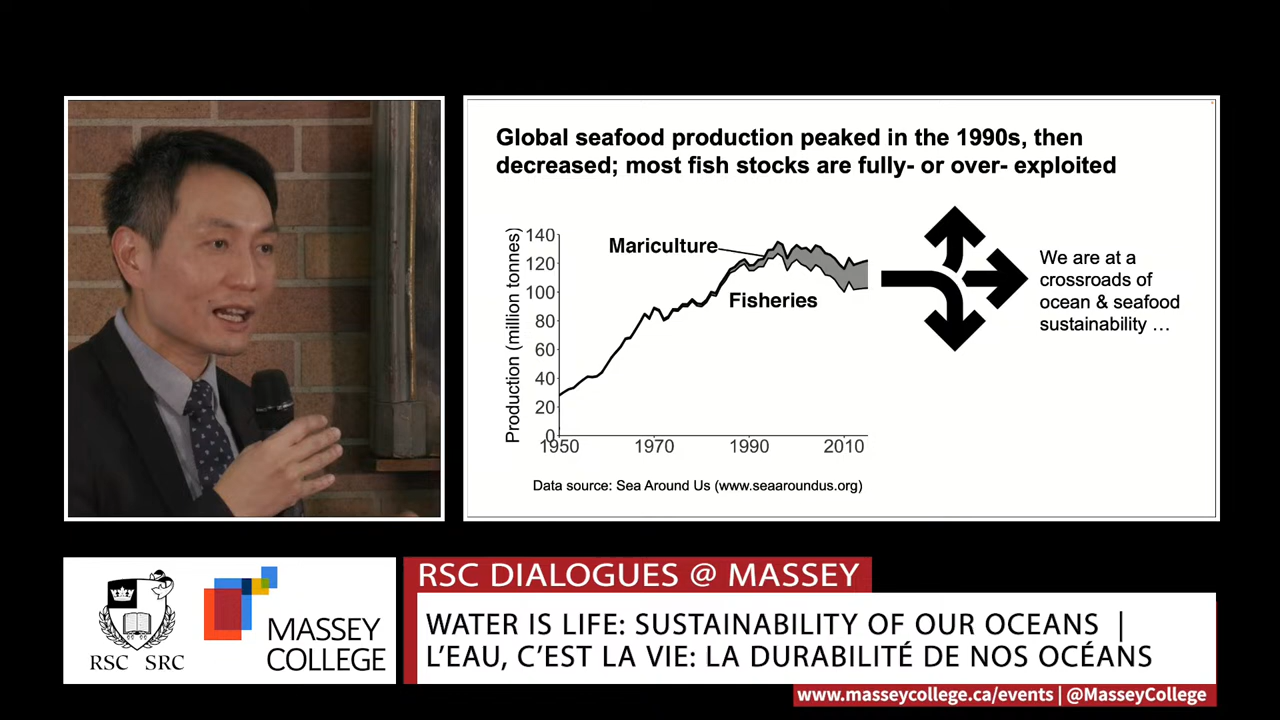 Global seafood production peaked in the 1990s, then
decreased; most fish stocks are fully- or over- exploited
Production (million tonnes)
140
120
100
80
60
40
20
0
1950
1970
1990
2010
Mariculture
Fisheries
Data source: Sea Around Us (www.seaaroundus.org)
We are at a
crossroads of
ocean & seafood
sustainability …
RSC SRC
MASSEY
COLLEGE
RSC DIALOGUES @ MASSEY
WATER IS LIFE: SUSTAINABILITY OF OUR OCEANS |
L’EAU, C’EST LA VIE: LA DURABILITÉ DE NOS OCÉANS
www.masseycollege.ca/events | @MasseyCollege